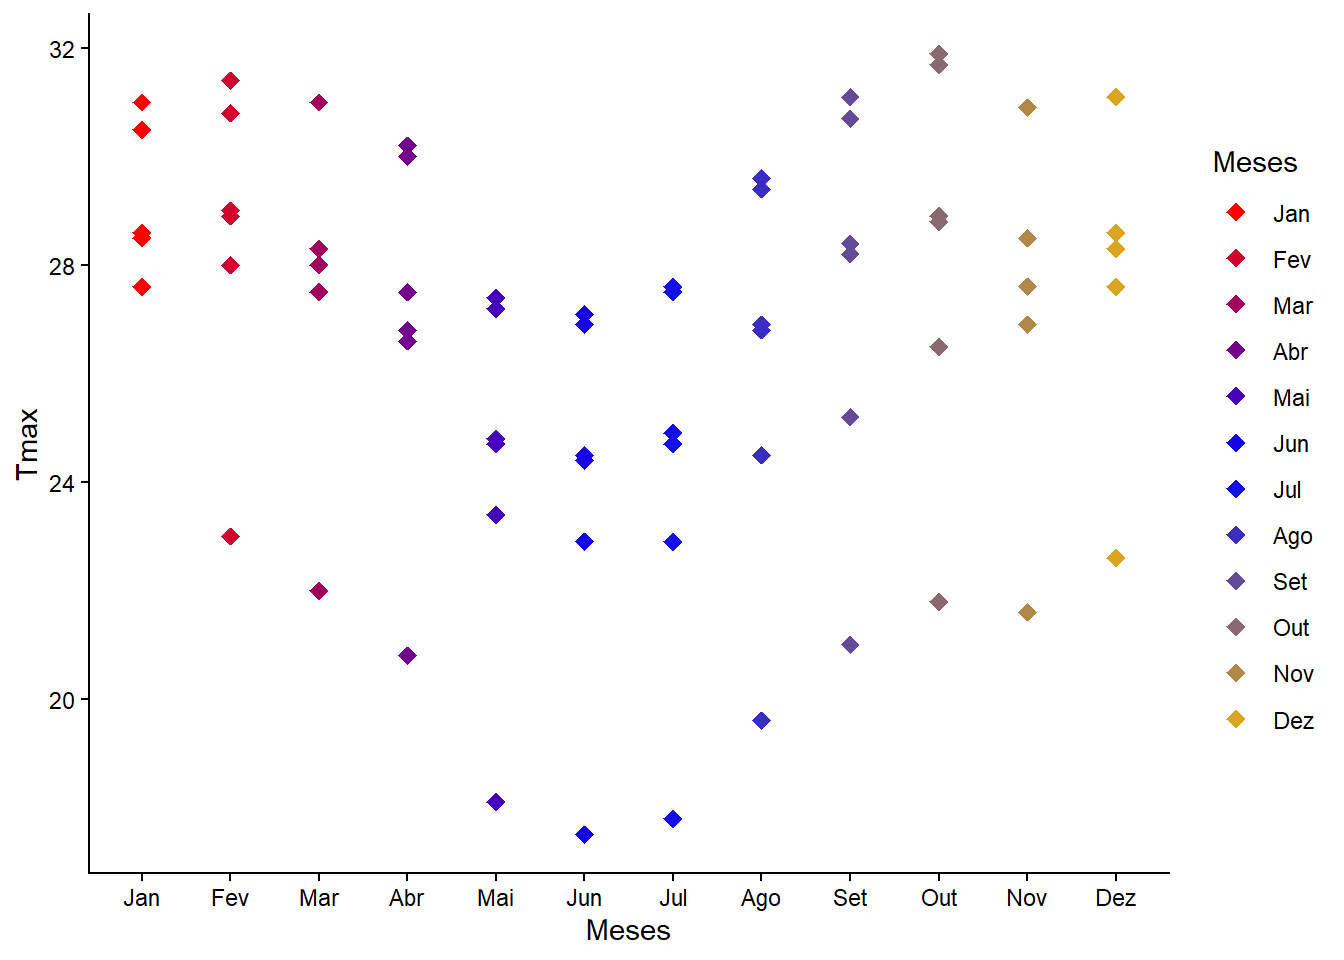 Tmax
32
28
24
20
Jan Fev Mar Abr Mai Jun Jul Ago Set Out Nov Dez
Meses
Meses
Jan
Fev
Mar
Abr
Mai
Jun
Jul
Ago
Set
Out
Nov
Dez